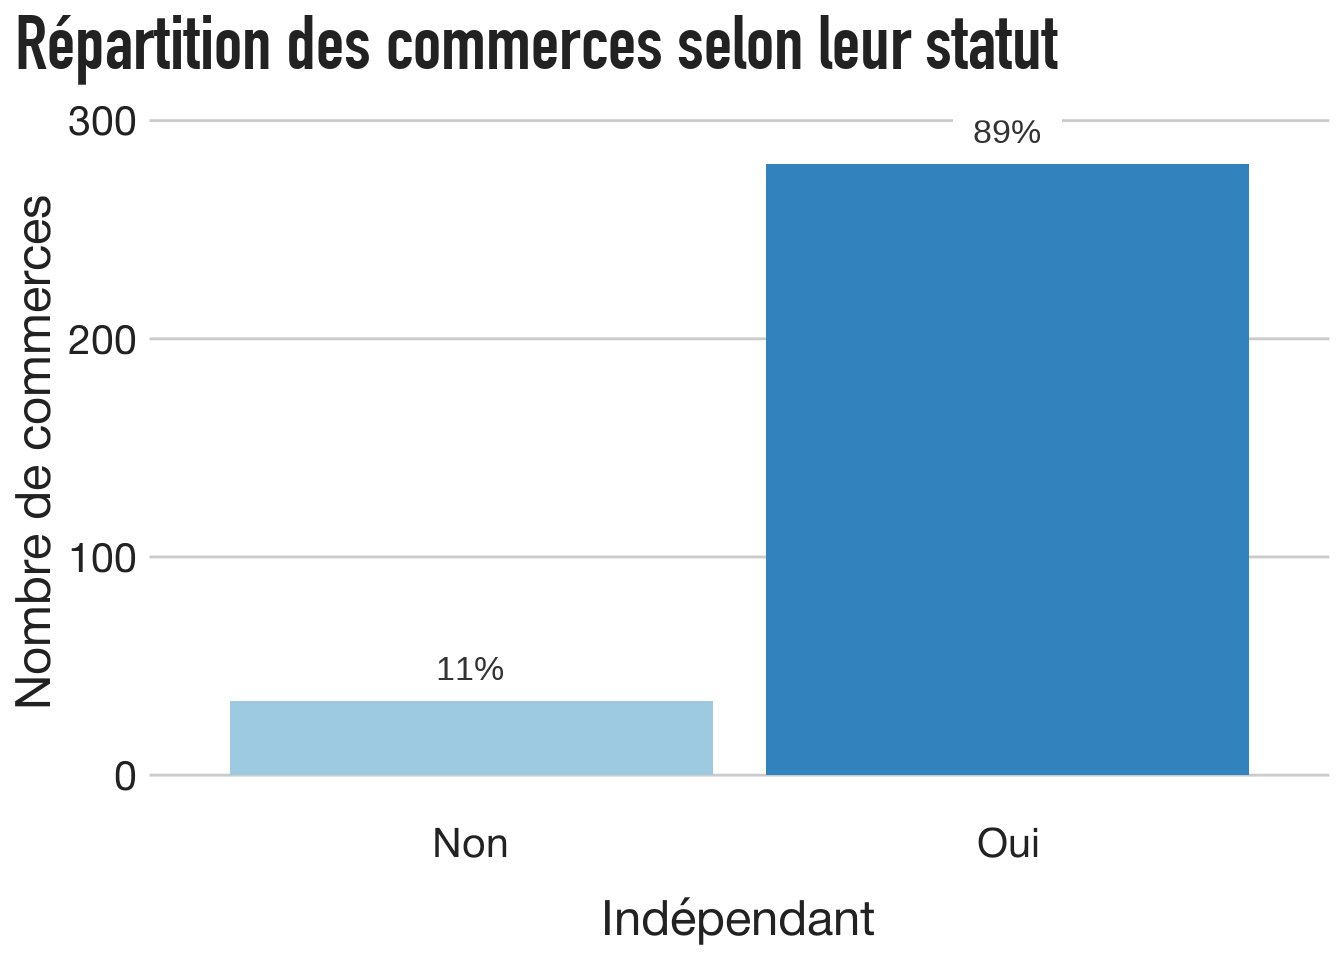 Répartition des commerces selon leur statut
300
89%
Nombre de commerces
200
100
11%
0
Non
Oui
Indépendant